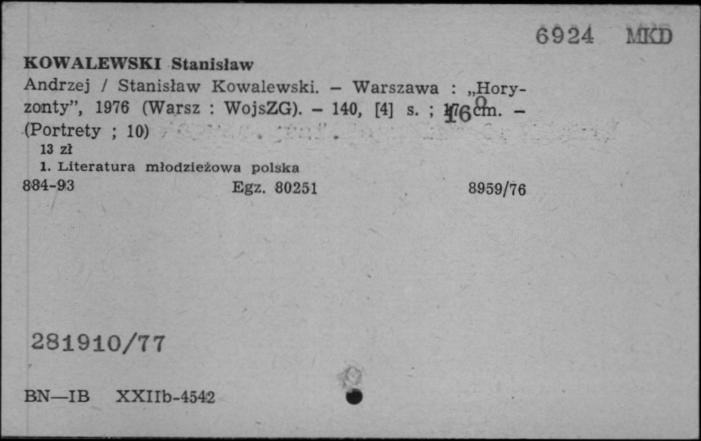 6924 MKD
KOWALEWSKI Stanisław
Andrzej / Stanisław Kowalewski. — Warszawa : „Hory-
zonty”, 1976 (Warsz : WojsZG). — 140, [4] s. ; 16° cm. —
(Portrety ; 10)
13 zł
1. Literatura młodzieżowa polska
884-93 Egz. 80251 8959/76
281910/77
BN—IB XXIIb-4542